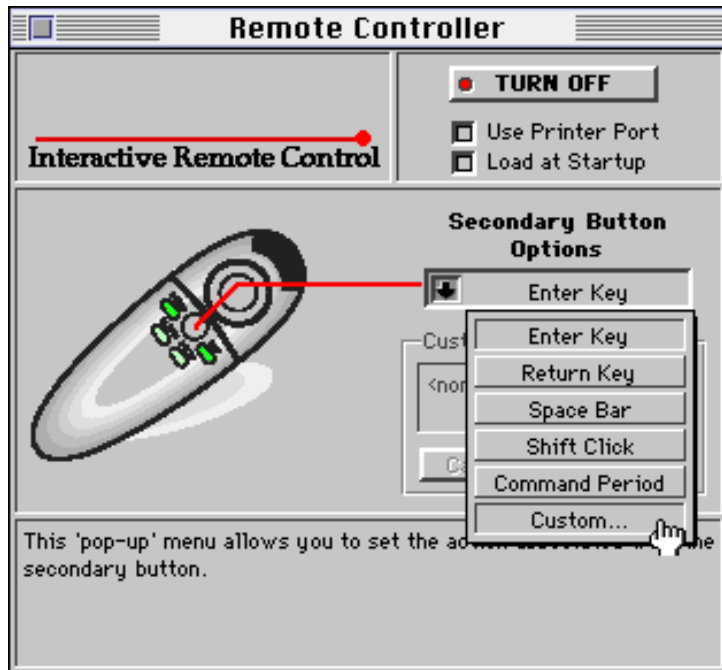 Remote Controller
TURN OFF
Use Printer Port
Load at Startup
Interactive Remote Control
Secondary Button
Options
Enter Key
Enter Key
Return Key
Space Bar
Shift Click
Command Period
Custom...
This 'pop-up' menu allows you to set the
secondary button.